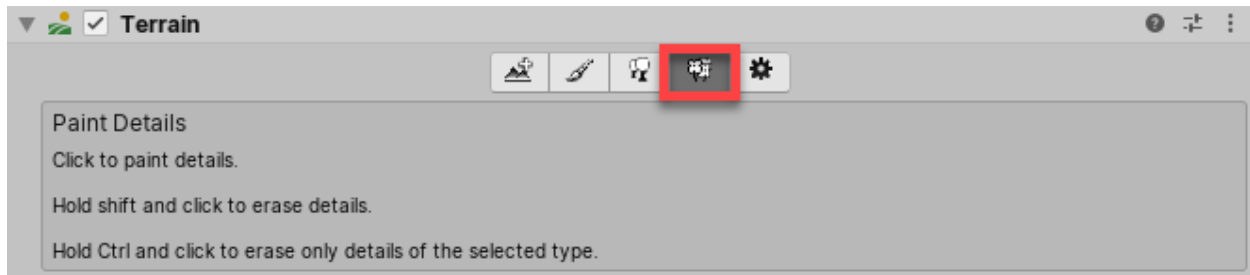 Terrain
Paint Details
Click to paint details.
Hold shift and click to erase details.
Hold Ctrl and click to erase only details of the selected type.